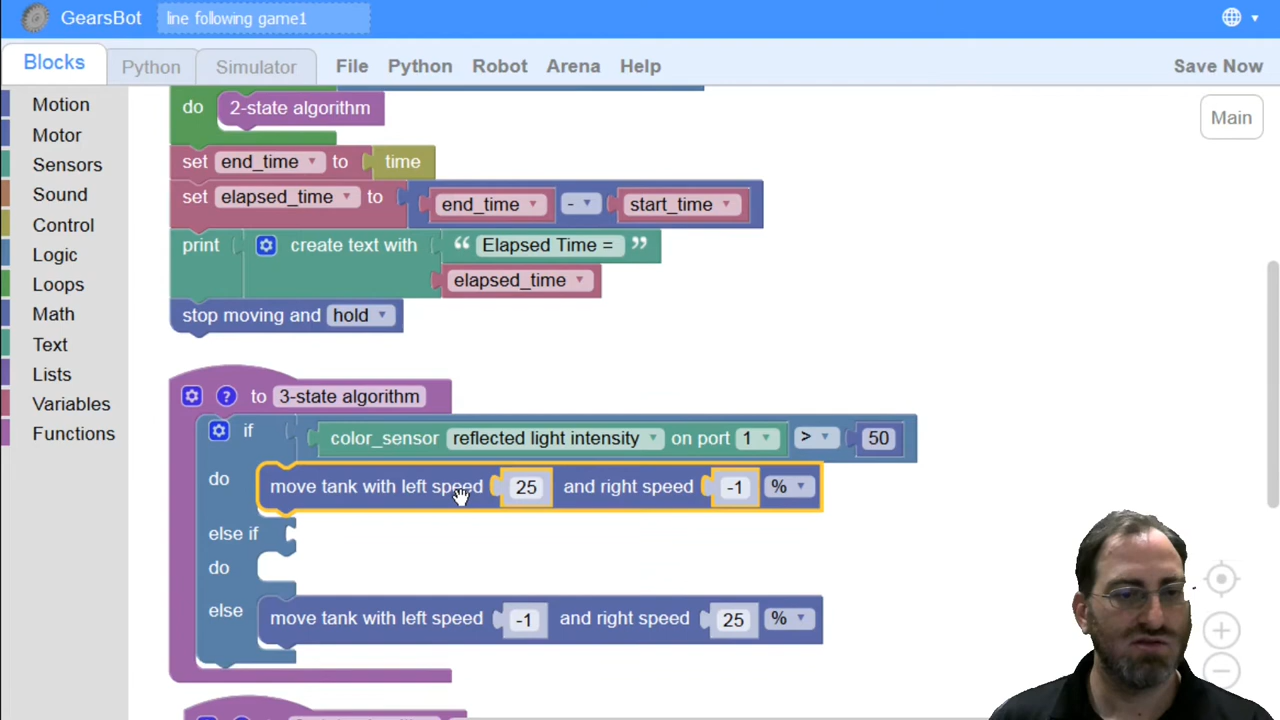 GearsBot line following game1
Blocks Python Simulator File Python Robot Arena Help Save Now
Main
Motion
Motor
Sensors
Sound
Control
Logic
Loops
Math
Text
Lists
Variables
Functions
do 2-state algorithm
set end_time to time
set elapsed_time to end_time - start_time
print create text with “ Elapsed Time = ”
elapsed_time
stop moving and hold
? to 3-state algorithm
if color_sensor reflected light intensity on port 1 > 50
do move tank with left speed 25 and right speed -1 %
else if
do
else move tank with left speed -1 and right speed 25 %